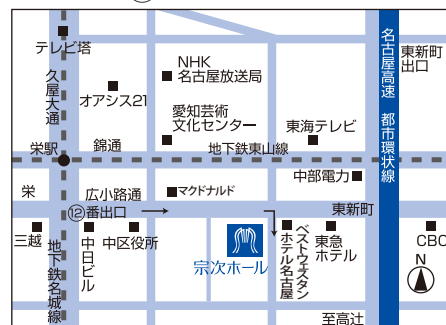 テレビ塔
久屋大通
NHK
名古屋放送局
オアシス21
愛知芸術
文化センター
東海テレビ
名古屋高速 都市環状線
東新町
出口
栄駅
錦通
地下鉄東山線
中部電力
栄
広小路通
マクドナルド
⑫番出口
東新町
三越
地下鉄名城線
中日ビル
中区役所
宗次ホール
ベストウェスタン
ホテル名古屋
東急
ホテル
CBC
N
至高辻